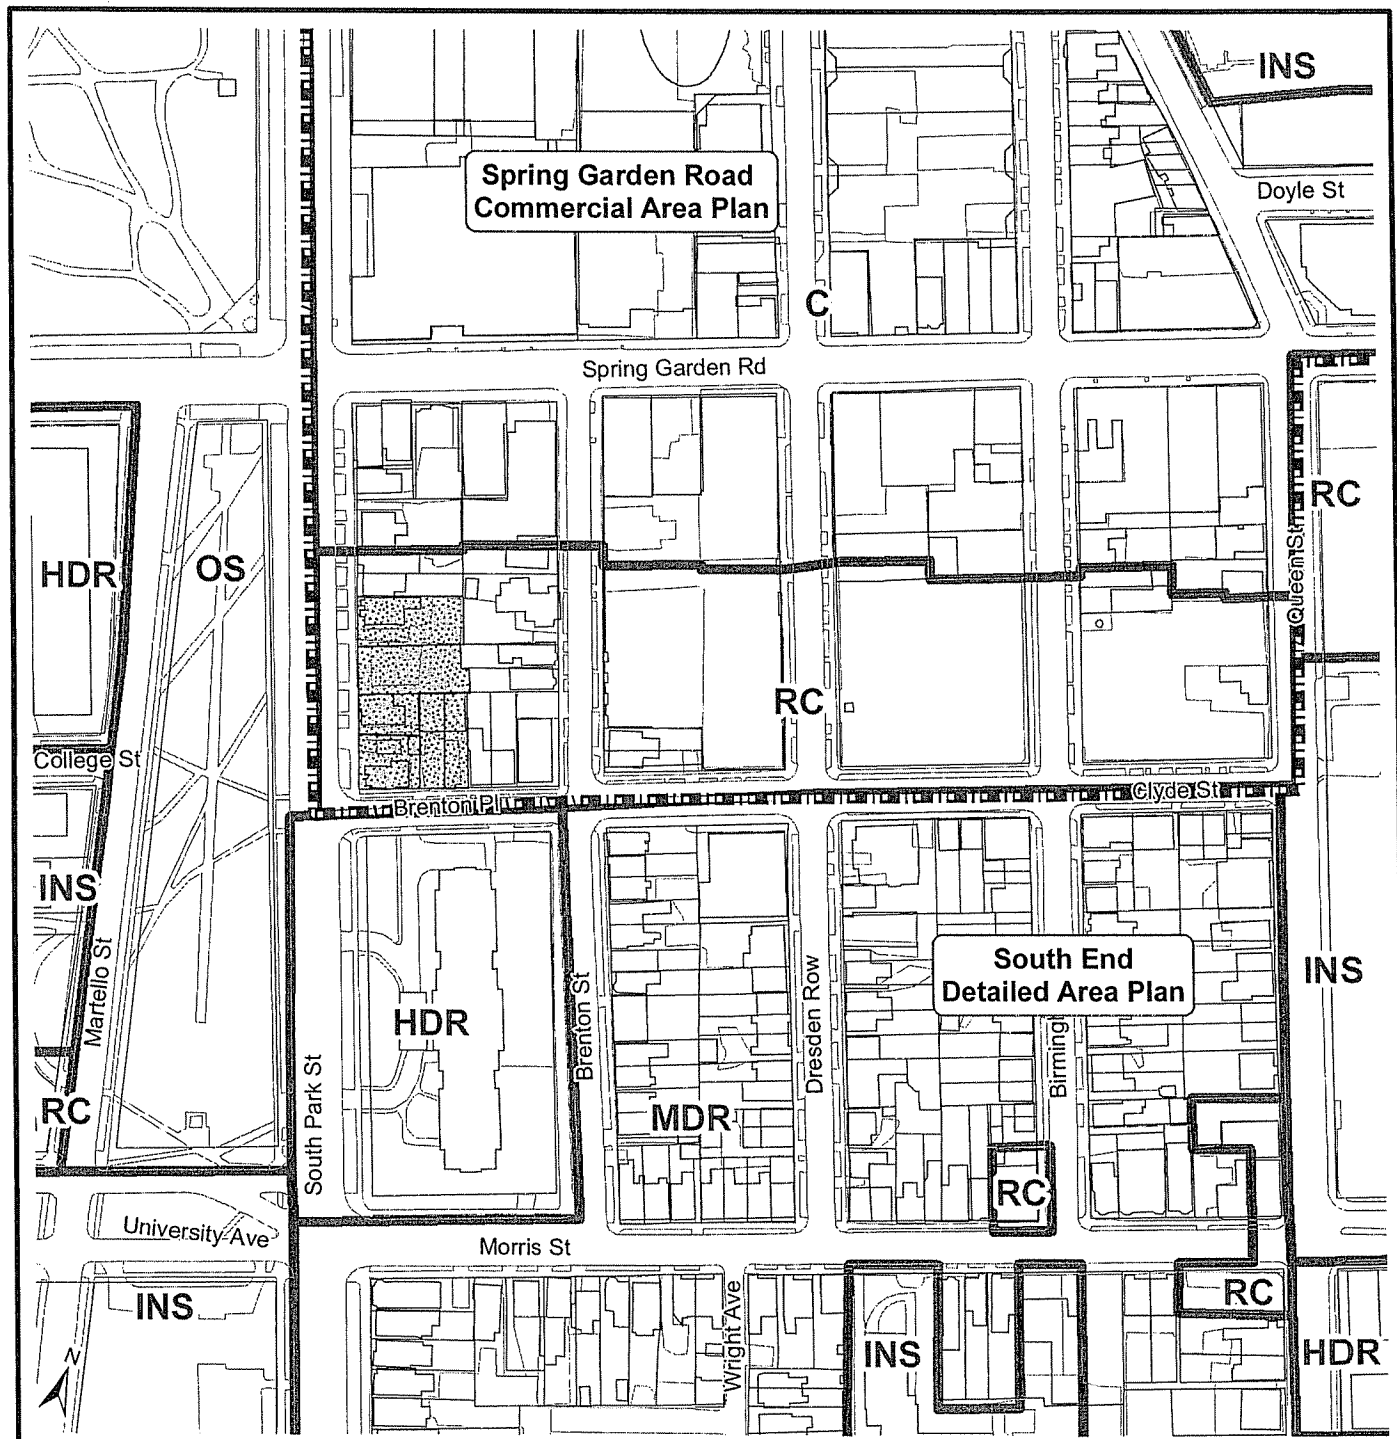 INS
Spring Garden Road
Commercial Area Plan
Doyle St
C
Spring Garden Rd
RC
HDR
OS
Queen St
RC
College St
Brenton Pl
Clyde St
INS
Martello St
South End
Detailed Area Plan
INS
HDR
Brenton St
Dresden Row
Birmingt
South Park St
RC
MDR
RC
University Ave
Morris St
INS
Wright Ave
INS
RC
HDR
N